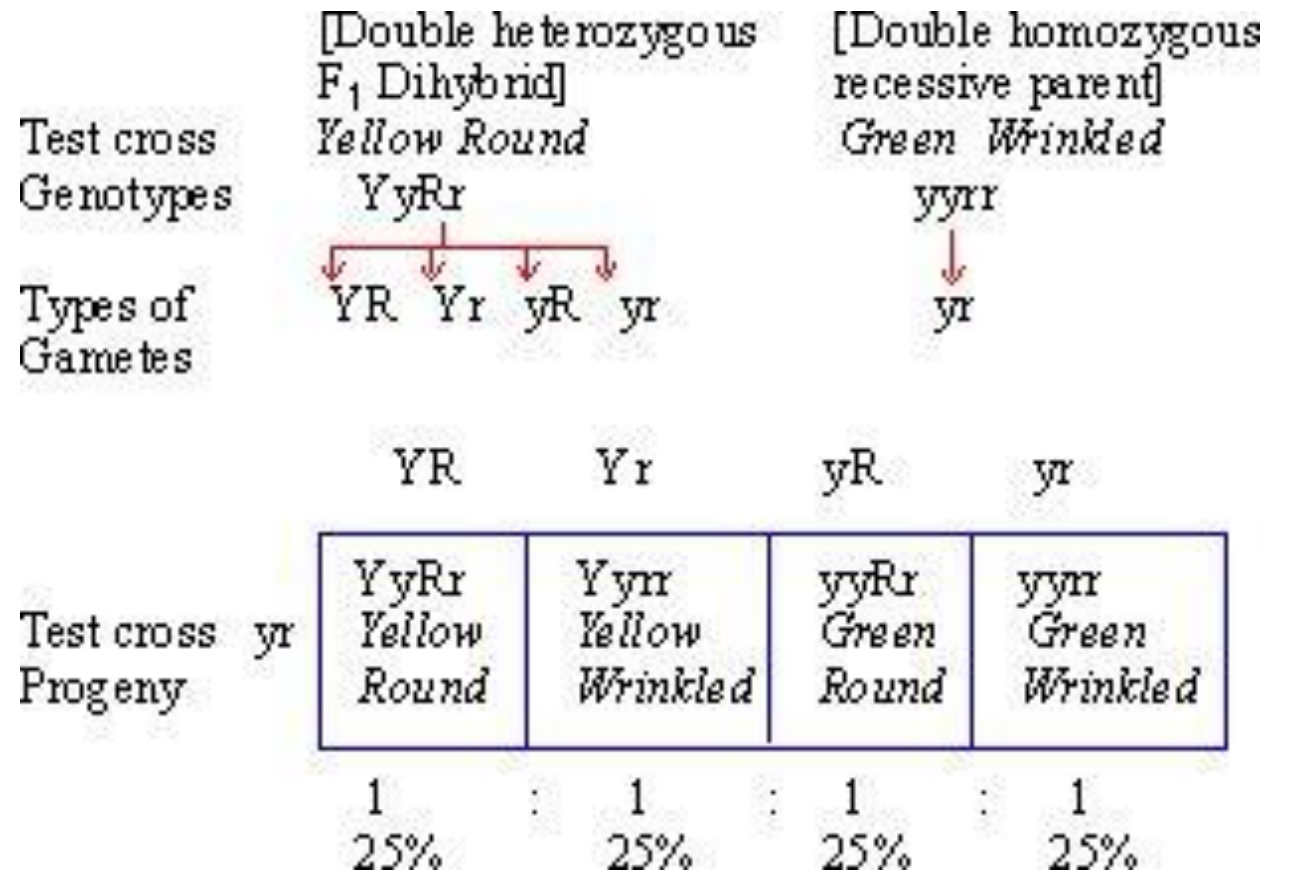 [Double heterozygous [Double homozygous
F₁ Dihybrid] recessive parent]
Test cross Yellow Round Green Wrinkled
Genotypes YyRr yyrr
Types of YR Yr yR yr yr
Gametes
YR Yr yR yr
YyRr Yyrr yyRr yyrr
Test cross yr Yellow Yellow Green Green
Progeny Round Wrinkled Round Wrinkled
1 : 1 : 1 : 1
25% 25% 25% 25%